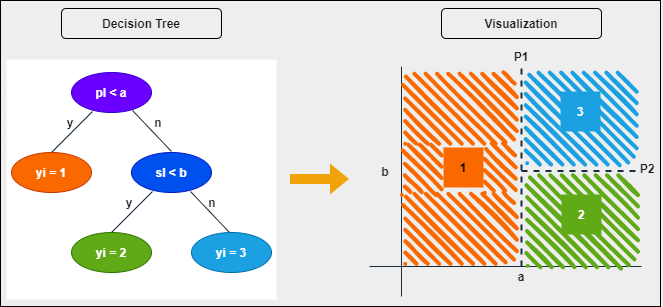 Decision Tree
Visualization
pl < a
y
n
yi = 1
sl < b
y
n
yi = 2
yi = 3
P1
3
b
1
P2
2
a